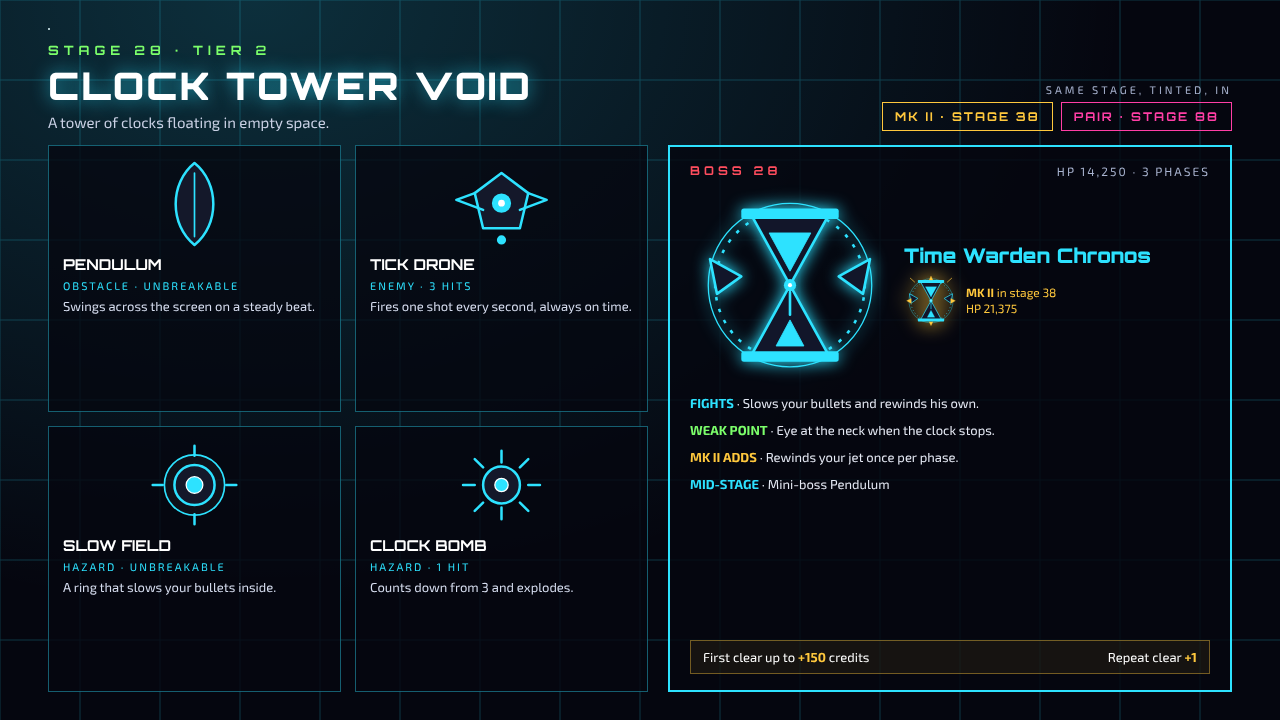 STAGE 28 · TIER 2
CLOCK TOWER VOID
A tower of clocks floating in empty space.
SAME STAGE, TINTED, IN
MK II · STAGE 38
PAIR · STAGE 88
PENDULUM
OBSTACLE · UNBREAKABLE
Swings across the screen on a steady beat.
TICK DRONE
ENEMY · 3 HITS
Fires one shot every second, always on time.
SLOW FIELD
HAZARD · UNBREAKABLE
A ring that slows your bullets inside.
CLOCK BOMB
HAZARD · 1 HIT
Counts down from 3 and explodes.
BOSS 28
HP 14,250 · 3 PHASES
Time Warden Chronos
MK II in stage 38
HP 21,375
FIGHTS · Slows your bullets and rewinds his own.
WEAK POINT · Eye at the neck when the clock stops.
MK II ADDS · Rewinds your jet once per phase.
MID-STAGE · Mini-boss Pendulum
First clear up to +150 credits
Repeat clear +1